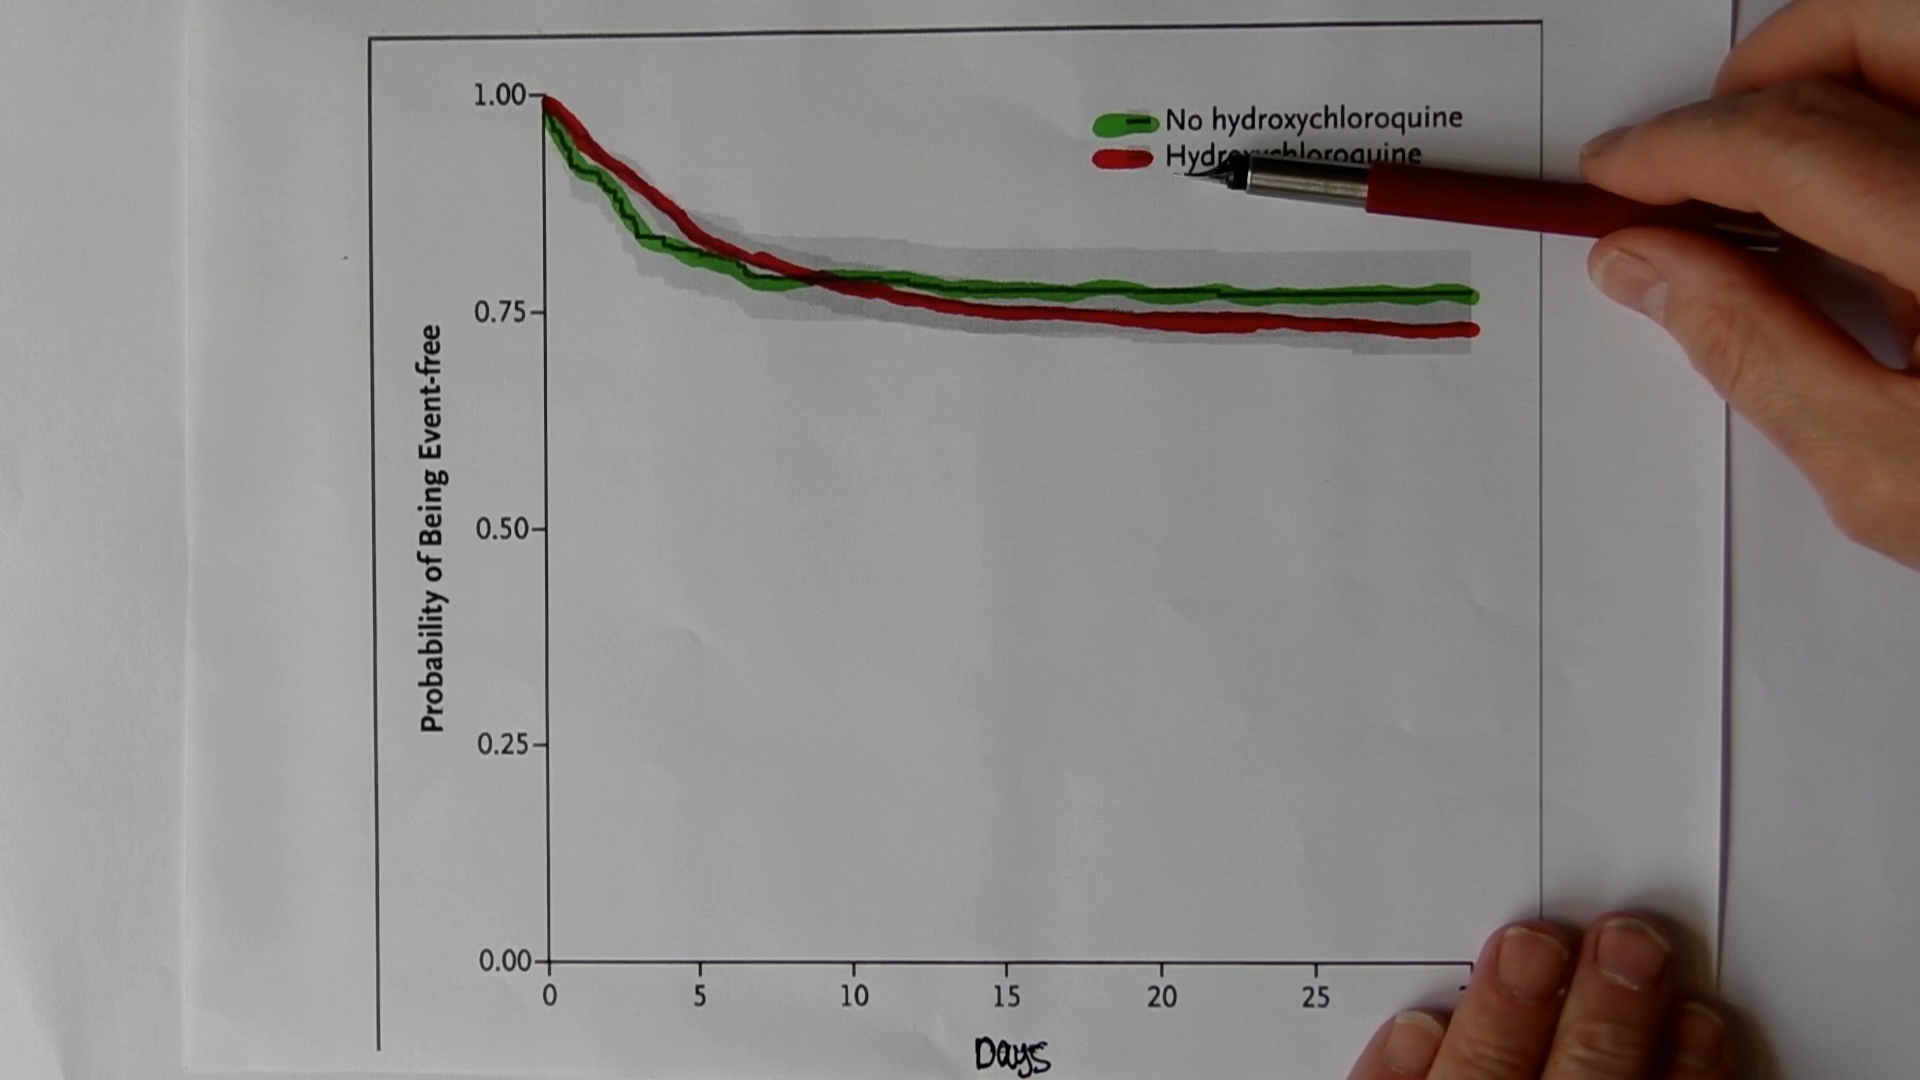 1.00
No hydroxychloroquine
Hydroxychloroquine
0.75
Probability of Being Event-free
0.50
0.25
0.00
0 5 10 15 20 25
Days